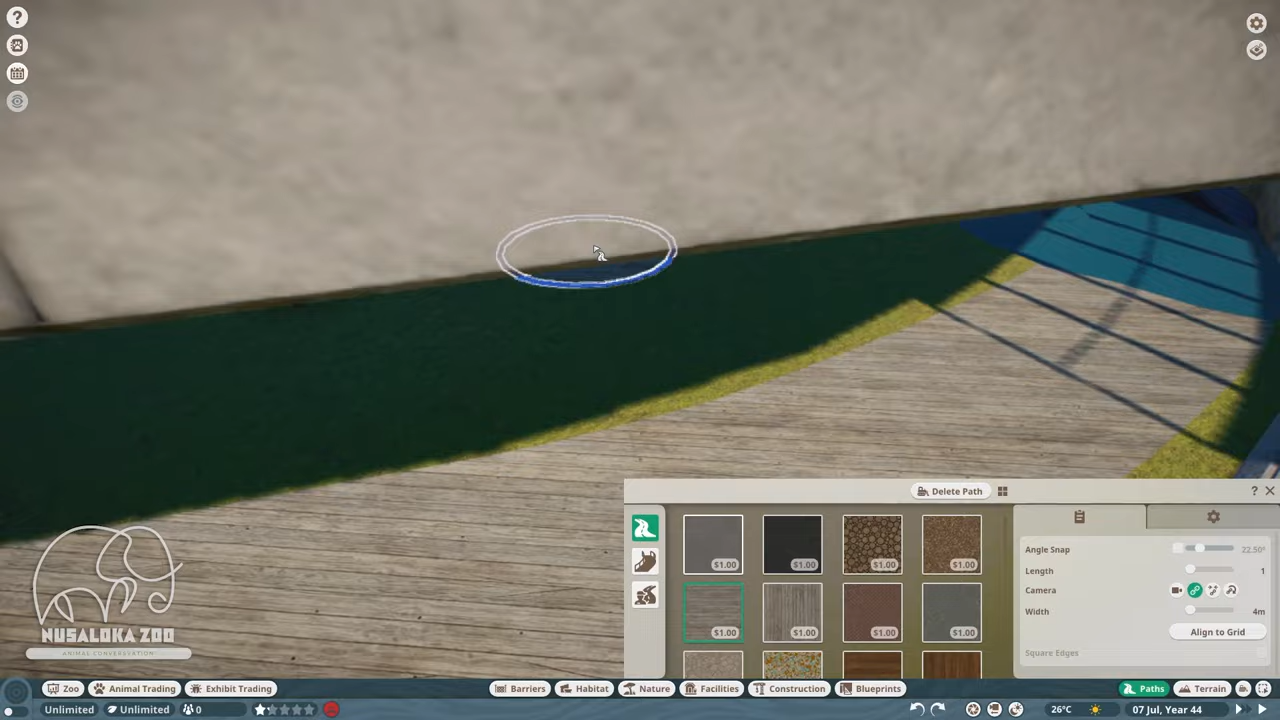 ?
Delete Path
?
$1.00
$1.00
$1.00
$1.00
$1.00
$1.00
$1.00
$1.00
Angle Snap
22.50°
Length
1
Camera
Width
4m
Align to Grid
Square Edges
NUSALOKA ZOO
ANIMAL CONVERSATION
Zoo
Animal Trading
Exhibit Trading
Barriers
Habitat
Nature
Facilities
Construction
Blueprints
Paths
Terrain
Unlimited
Unlimited
0
26°C
07 Jul, Year 44